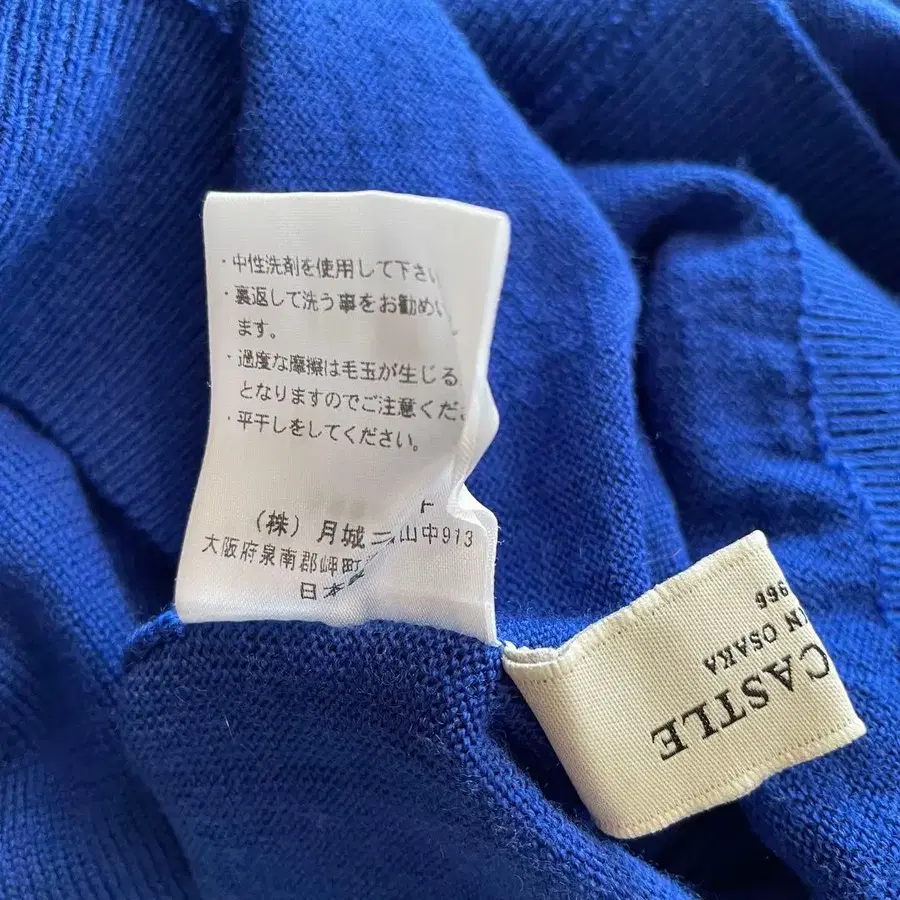 ・中性洗剤を使用して下さい
・裏返して洗う事をお勧めい
ます。
・過度な摩擦は毛玉が生じる
となりますのでご注意くださ
・平干しをしてください。
(株) 月城
大阪府泉南郡岬町
山中913
日本
CASTLE
OSAKA
966